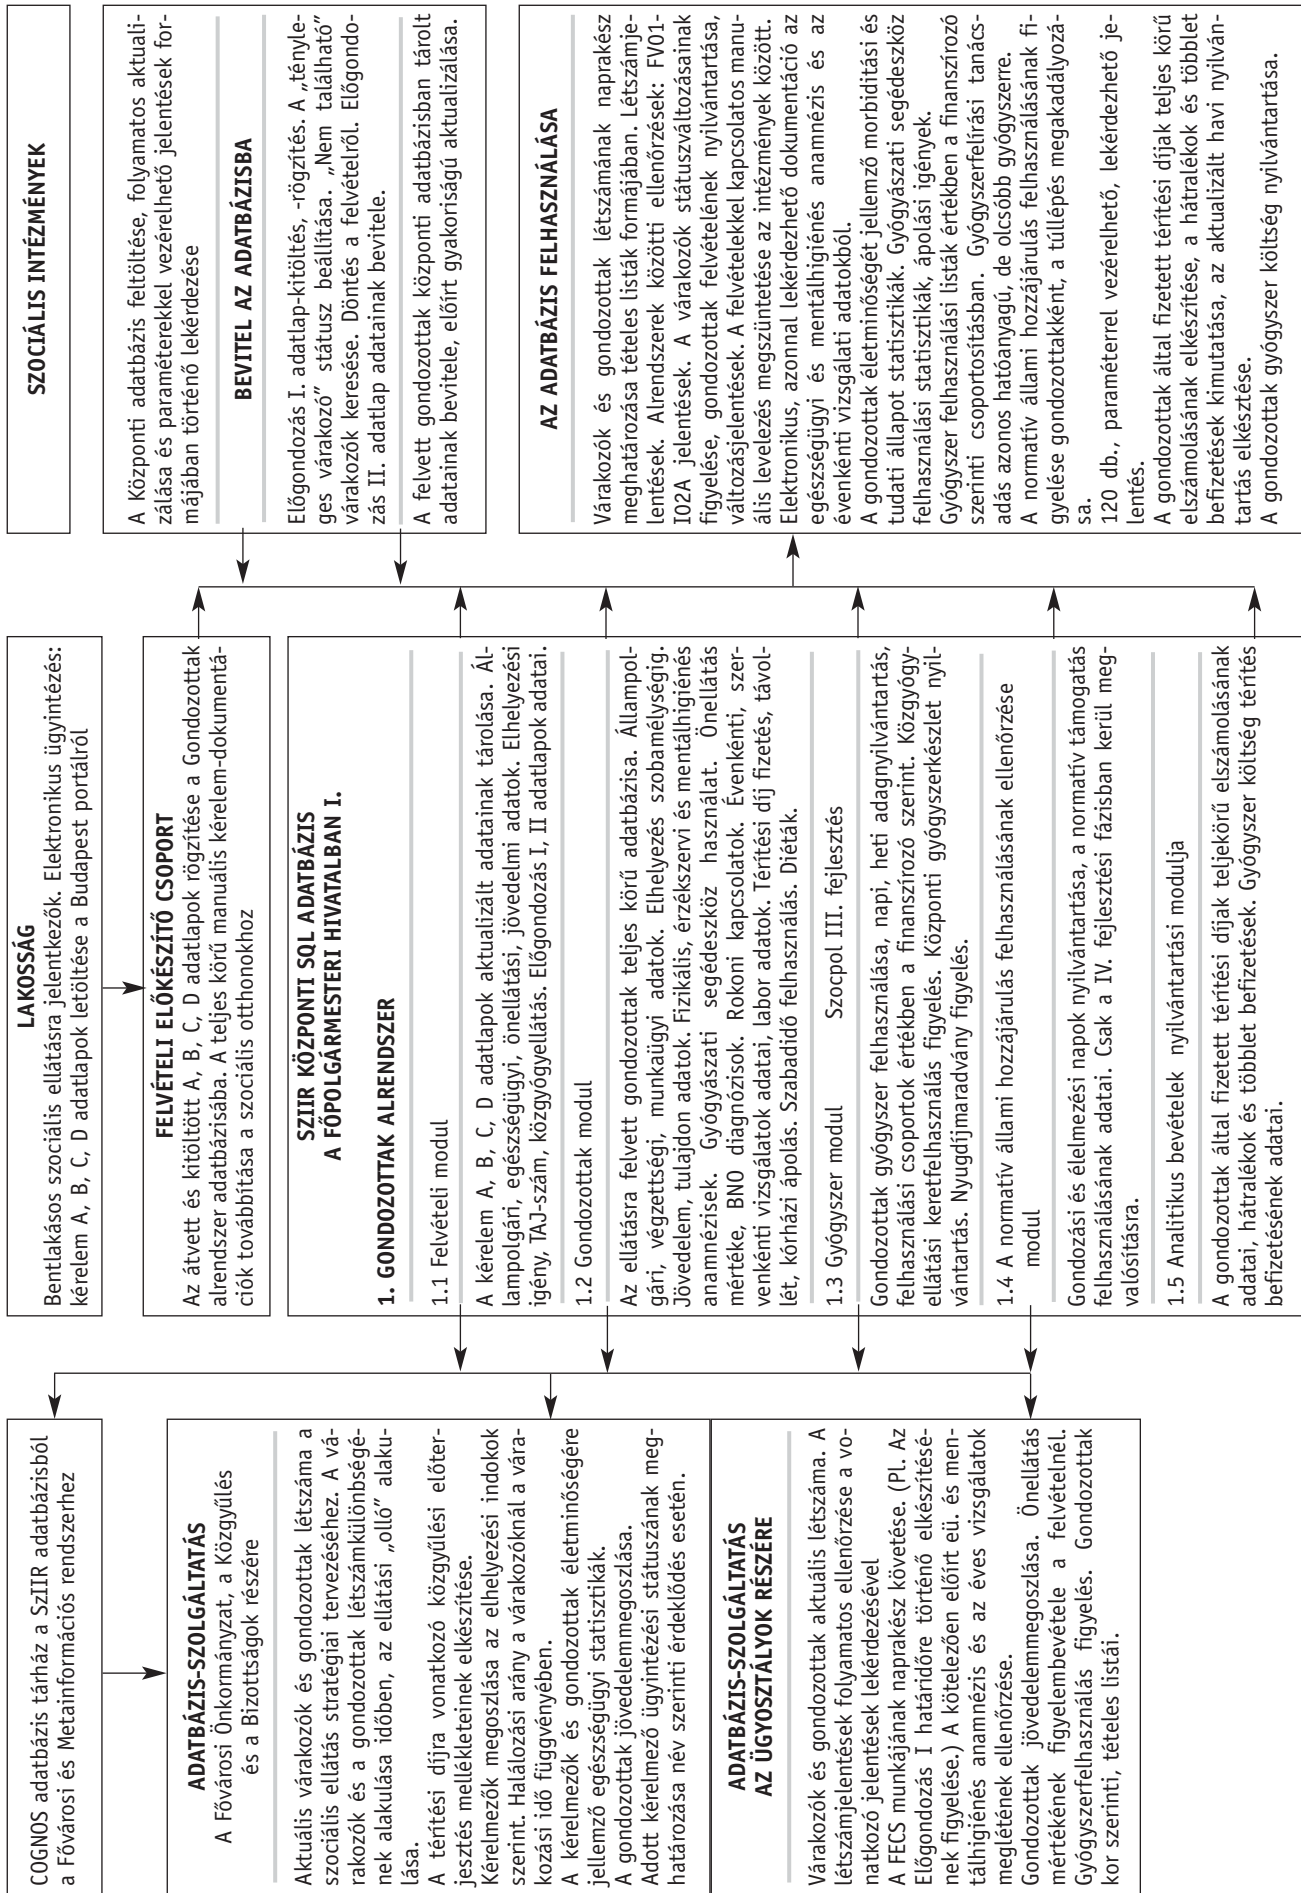 COGNOS adatbázis tárház a SZIIR adatbázisból
a Fővárosi és Metainformációs rendszerhez
ADATBÁZIS-SZOLGÁLTATÁS
A Fővárosi Önkormányzat, a Közgyűlés
és a Bizottságok részére
Aktuális várakozók és gondozottak létszáma a
szociális ellátás stratégiai tervezéséhez. A vá-
rakozók és a gondozottak létszámkülönbségé-
nek alakulása időben, az ellátási „olló" alaku-
lása.
A térítési díjra vonatkozó közgyűlési előter-
jesztés mellékleteinek elkészítése.
Kérelmezők megoszlása az elhelyezési indokok
szerint. Halálozási arány a várakozóknál a vára-
kozási idő függvényében.
A kérelmezők és gondozottak életminőségére
jellemző egészségügyi statisztikák.
A gondozottak jövedelemmegoszlása.
Adott kérelmező ügyintézési státuszának meg-
határozása név szerinti érdeklődés esetén.
ADATBÁZIS-SZOLGÁLTATÁS
AZ ÜGYOSZTÁLYOK RÉSZÉRE
Várakozók és gondozottak aktuális létszáma. A
létszámjelentések folyamatos ellenőrzése a vo-
natkozó jelentések lekérdezésével
A FECS munkájának naprakész követése. (Pl. Az
Előgondozás I határidőre történő elkészítésé-
nek figyelése.) A kötelezően előírt eü. és men-
tálhigiénés anamnézis és az éves vizsgálatok
meglétének ellenőrzése.
Gondozottak jövedelemmegoszlása. Önellátás
mértékének figyelembevétele a felvételnél.
Gyógyszerfelhasználás figyelés. Gondozottak
kor szerinti, tételes listái.
LAKOSSÁG
Bentlakásos szociális ellátásra jelentkezők. Elektronikus ügyintézés:
kérelem A, B, C, D adatlapok letöltése a Budapest portálról
FELVÉTELI ELŐKÉSZÍTŐ CSOPORT
Az átvett és kitöltött A, B, C, D adatlapok rögzítése a Gondozottak
alrendszer adatbázisába. A teljes körű manuális kérelem-dokumentá-
ciók továbbítása a szociális otthonokhoz
SZIIR KÖZPONTI SQL ADATBÁZIS
A FŐPOLGÁRMESTERI HIVATALBAN I.
1. GONDOZOTTAK ALRENDSZER
1.1 Felvételi modul
A kérelem A, B, C, D adatlapok aktualizált adatainak tárolása. Ál-
lampolgári, egészségügyi, önellátási, jövedelmi adatok. Elhelyezési
igény, TAJ-szám, közgyógyellátás. Előgondozás I, II adatlapok adatai.
1.2 Gondozottak modul
Az ellátásra felvett gondozottak teljes körű adatbázisa. Állampol-
gári, végzettségi, munkaügyi adatok. Elhelyezés szobamélységig.
Jövedelem, tulajdon adatok. Fizikális, érzékszervi és mentálhigiénés
anamnézisek. Gyógyászati segédeszköz használat. Önellátás
mértéke, BNO diagnózisok. Rokoni kapcsolatok. Évenkénti, szer-
venkénti vizsgálatok adatai, labor adatok. Térítési díj fizetés, távol-
lét, kórházi ápolás. Szabadidő felhasználás. Diéták.
1.3 Gyógyszer modul Szocpol III. fejlesztés
Gondozottak gyógyszer felhasználása, napi, heti adagnyilvántartás,
felhasználási csoportok értékben a finanszírozó szerint. Közgyógy-
ellátási keretfelhasználás figyelés. Központi gyógyszerkészlet nyil-
vántartás. Nyugdíjmaradvány figyelés.
1.4 A normatív állami hozzájárulás felhasználásának ellenőrzése
modul
Gondozási és élelmezési napok nyilvántartása, a normatív támogatás
felhasználásának adatai. Csak a IV. fejlesztési fázisban kerül meg-
valósításra.
1.5 Analitikus bevételek nyilvántartási modulja
A gondozottak által fizetett térítési díjak teljekörű elszámolásának
adatai, hátralékok és többlet befizetések. Gyógyszer költség térítés
befizetésének adatai.
SZOCIÁLIS INTÉZMÉNYEK
A Központi adatbázis feltöltése, folyamatos aktuali-
zálása és paraméterekkel vezérelhető jelentések for-
májában történő lekérdezése
BEVITEL AZ ADATBÁZISBA
Előgondozás I. adatlap-kitöltés, -rögzítés. A „tényle-
ges várakozó" státusz beállítása. „Nem található"
várakozók keresése. Döntés a felvételről. Előgondo-
zás II. adatlap adatainak bevitele.
A felvett gondozottak központi adatbázisban tárolt
adatainak bevitele, előírt gyakoriságú aktualizálása.
AZ ADATBÁZIS FELHASZNÁLÁSA
Várakozók és gondozottak létszámának naprakész
meghatározása tételes listák formájában. Létszámje-
lentések. Alrendszerek közötti ellenőrzések: FV01-
I02A jelentések. A várakozók státuszváltozásainak
figyelése, gondozottak felvételének nyilvántartása,
változásjelentések. A felvételekkel kapcsolatos manu-
ális levelezés megszüntetése az intézmények között.
Elektronikus, azonnal lekérdezhető dokumentáció az
egészségügyi és mentálhigiénés anamnézis és az
évenkénti vizsgálati adatokból.
A gondozottak életminőségét jellemző morbiditási és
tudati állapot statisztikák. Gyógyászati segédeszköz
felhasználási statisztikák, ápolási igények.
Gyógyszer felhasználási listák értékben a finanszírozó
szerinti csoportosításban. Gyógyszerfelírási tanács-
adás azonos hatóanyagú, de olcsóbb gyógyszerre.
A normatív állami hozzájárulás felhasználásának fi-
gyelése gondozottakként, a túllépés megakadályozá-
sa.
120 db., paraméterrel vezérelhető, lekérdezhető je-
lentés.
A gondozottak által fizetett térítési díjak teljes körű
elszámolásának elkészítése, a hátralékok és többlet
befizetések kimutatása, az aktualizált havi nyilván-
tartás elkésztése.
A gondozottak gyógyszer költség nyilvántartása.